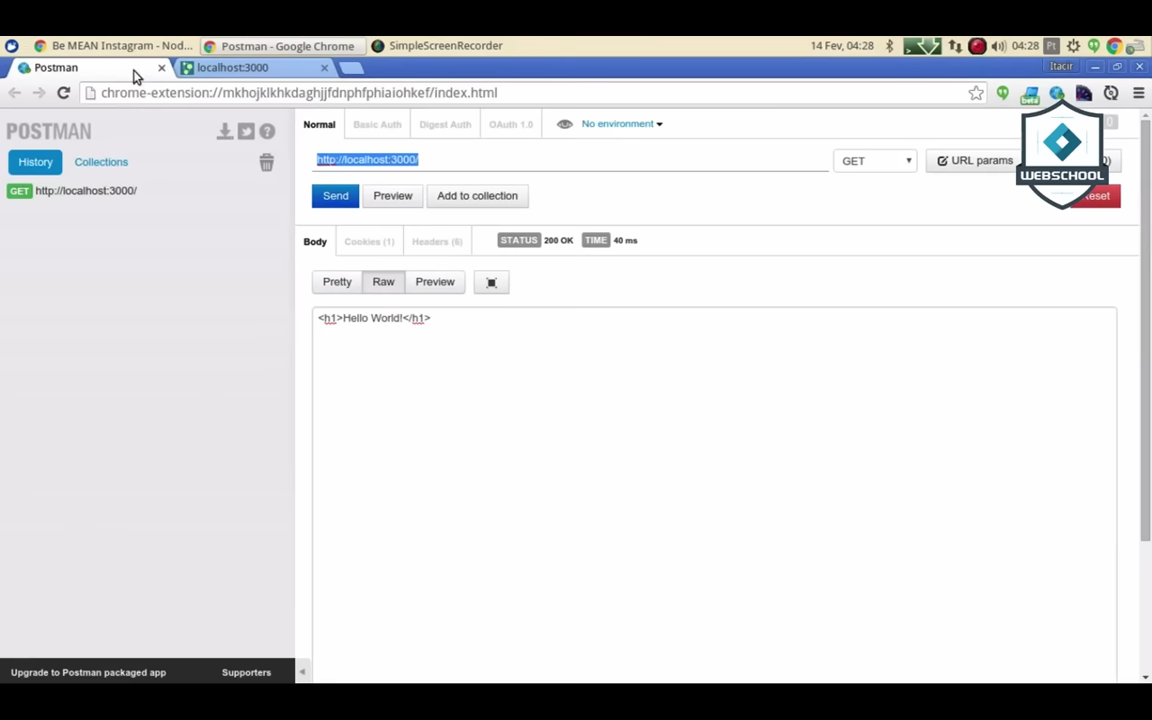 Be MEAN Instagram - Nod...
Postman - Google Chrome
SimpleScreenRecorder
14 Fev, 04:28
04:28
Pt
Postman
localhost:3000
Itacir
chrome-extension://mkhojklkhkdaghjjfdnphfphiaiohkef/index.html
beta
POSTMAN
Normal
Basic Auth
Digest Auth
OAuth 1.0
No environment
0
History
Collections
http://localhost:3000/
GET
URL params
WEBSCHOOL
GET http://localhost:3000/
Send
Preview
Add to collection
Body
Cookies (1)
Headers (6)
STATUS 200 OK
TIME 40 ms
Pretty
Raw
Preview
<h1>Hello World!</h1>
Upgrade to Postman packaged app
Supporters